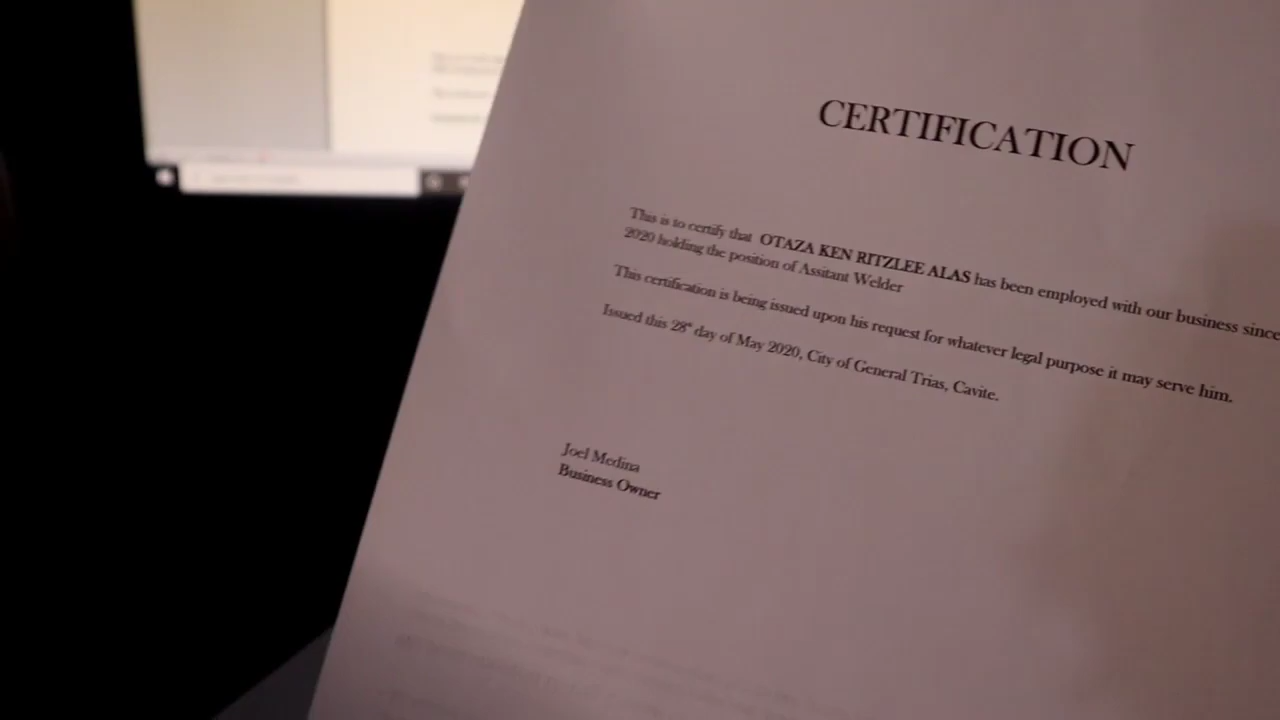 CERTIFICATION
This is to certify that OTAZA KEN RITZLEE ALAS has been employed with our business since
2020 holding the position of Assitant Welder
This certification is being issued upon his request for whatever legal purpose it may serve him.
Issued this 28th day of May 2020, City of General Trias, Cavite.
Joel Medina
Business Owner